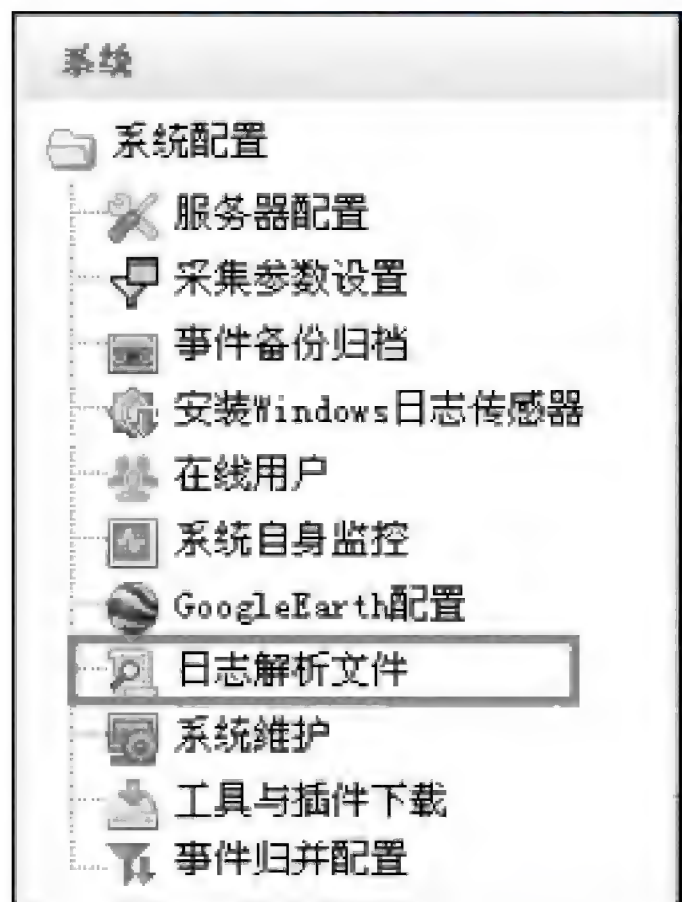 系统
系统配置
服务器配置
采集参数设置
事件备份归档
安装Windows日志传感器
在线用户
系统自身监控
GoogleEarth配置
日志解析文件
系统维护
工具与插件下载
事件归并配置